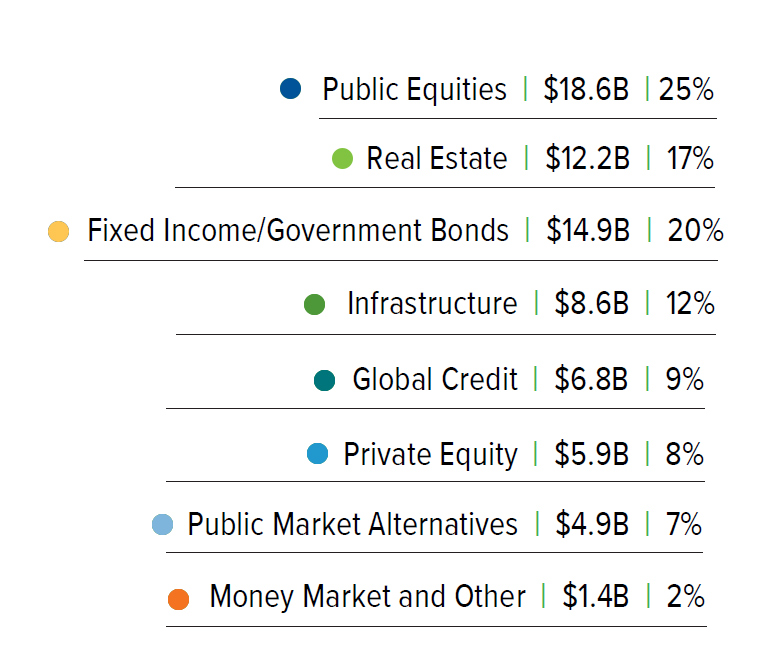 Public Equities | $18.6B | 25%
Real Estate | $12.2B | 17%
Fixed Income/Government Bonds | $14.9B | 20%
Infrastructure | $8.6B | 12%
Global Credit | $6.8B | 9%
Private Equity | $5.9B | 8%
Public Market Alternatives | $4.9B | 7%
Money Market and Other | $1.4B | 2%